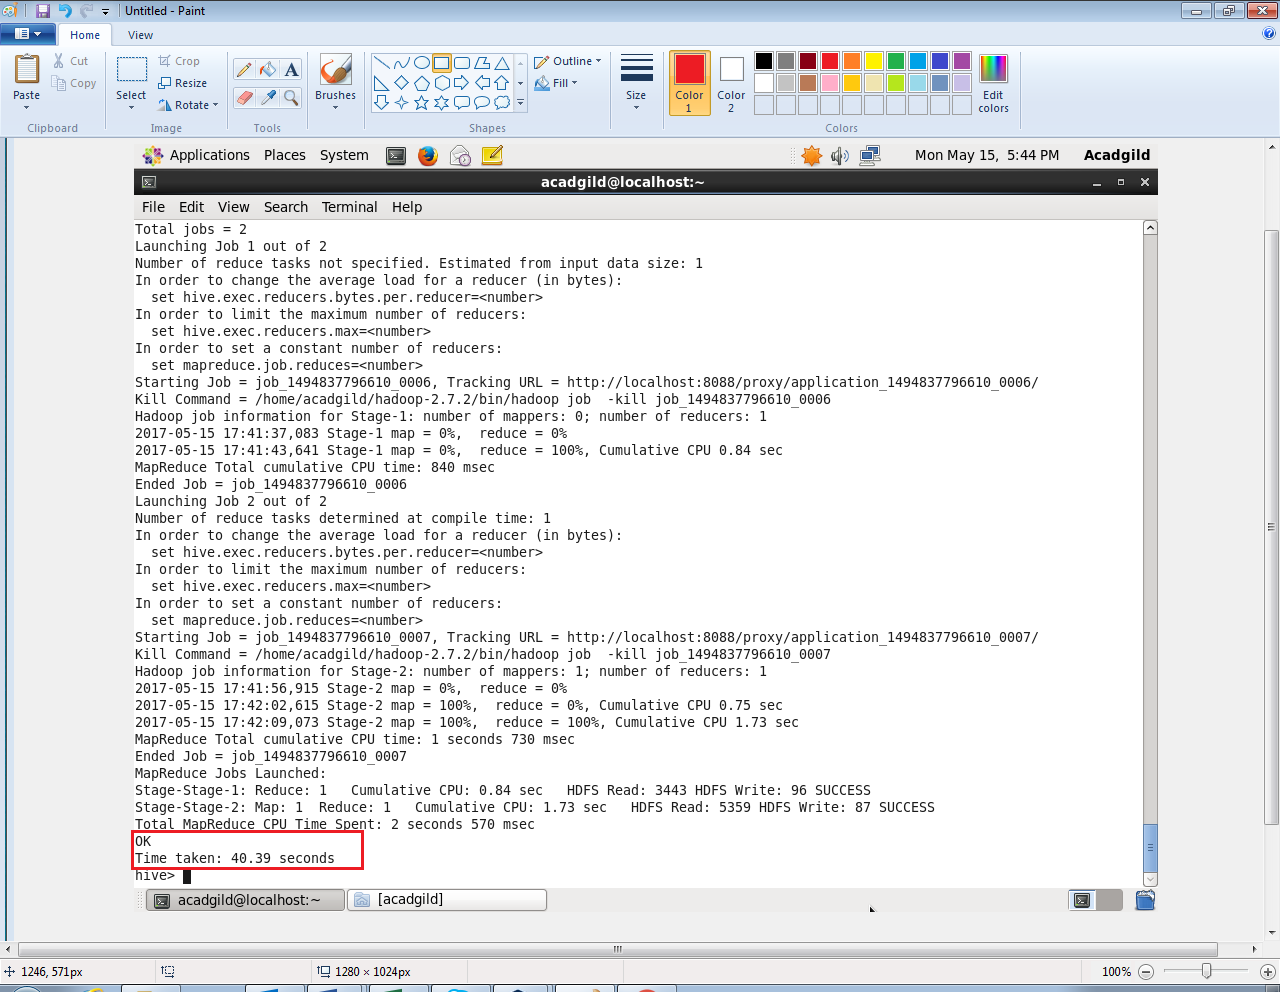 Untitled - Paint
Home
View
Paste
Cut
Copy
Clipboard
Select
Crop
Resize
Rotate
Image
Tools
Brushes
Outline
Fill
Shapes
Size
Color 1
Color 2
Edit colors
Colors
Applications Places System
Mon May 15, 5:44 PM Acadgild
acadgild@localhost:~
File Edit View Search Terminal Help
Total jobs = 2
Launching Job 1 out of 2
Number of reduce tasks not specified. Estimated from input data size: 1
In order to change the average load for a reducer (in bytes):
  set hive.exec.reducers.bytes.per.reducer=<number>
In order to limit the maximum number of reducers:
  set hive.exec.reducers.max=<number>
In order to set a constant number of reducers:
  set mapreduce.job.reduces=<number>
Starting Job = job_1494837796610_0006, Tracking URL = http://localhost:8088/proxy/application_1494837796610_0006/
Kill Command = /home/acadgild/hadoop-2.7.2/bin/hadoop job  -kill job_1494837796610_0006
Hadoop job information for Stage-1: number of mappers: 0; number of reducers: 1
2017-05-15 17:41:37,083 Stage-1 map = 0%,  reduce = 0%
2017-05-15 17:41:43,641 Stage-1 map = 0%,  reduce = 100%, Cumulative CPU 0.84 sec
MapReduce Total cumulative CPU time: 840 msec
Ended Job = job_1494837796610_0006
Launching Job 2 out of 2
Number of reduce tasks determined at compile time: 1
In order to change the average load for a reducer (in bytes):
  set hive.exec.reducers.bytes.per.reducer=<number>
In order to limit the maximum number of reducers:
  set hive.exec.reducers.max=<number>
In order to set a constant number of reducers:
  set mapreduce.job.reduces=<number>
Starting Job = job_1494837796610_0007, Tracking URL = http://localhost:8088/proxy/application_1494837796610_0007/
Kill Command = /home/acadgild/hadoop-2.7.2/bin/hadoop job  -kill job_1494837796610_0007
Hadoop job information for Stage-2: number of mappers: 1; number of reducers: 1
2017-05-15 17:41:56,915 Stage-2 map = 0%,  reduce = 0%
2017-05-15 17:42:02,615 Stage-2 map = 100%,  reduce = 0%, Cumulative CPU 0.75 sec
2017-05-15 17:42:09,073 Stage-2 map = 100%,  reduce = 100%, Cumulative CPU 1.73 sec
MapReduce Total cumulative CPU time: 1 seconds 730 msec
Ended Job = job_1494837796610_0007
MapReduce Jobs Launched:
Stage-Stage-1: Reduce: 1   Cumulative CPU: 0.84 sec   HDFS Read: 3443 HDFS Write: 96 SUCCESS
Stage-Stage-2: Map: 1  Reduce: 1   Cumulative CPU: 1.73 sec   HDFS Read: 5359 HDFS Write: 87 SUCCESS
Total MapReduce CPU Time Spent: 2 seconds 570 msec
OK
Time taken: 40.39 seconds
hive>
acadgild@localhost:~ [acadgild]
1246, 571px
1280 × 1024px
100%